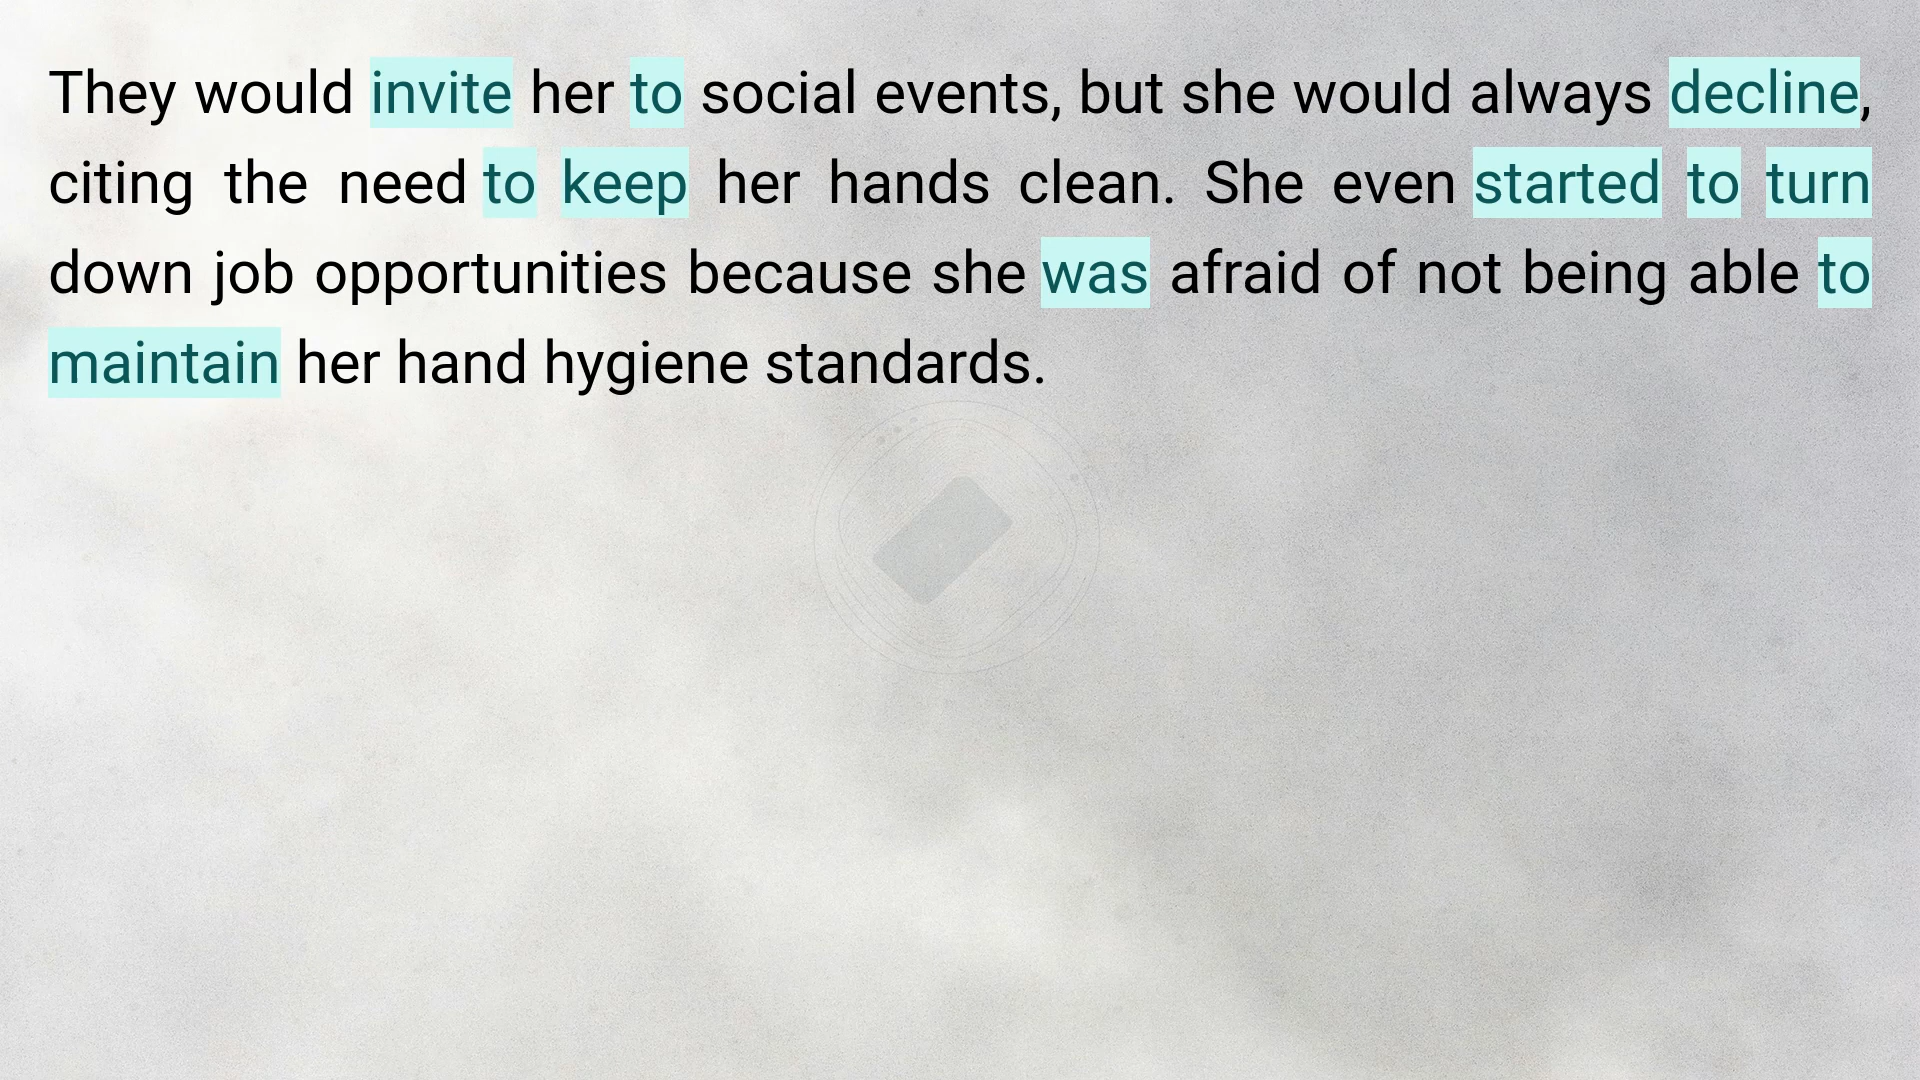 They would invite her to social events, but she would always decline,
citing the need to keep her hands clean. She even started to turn
down job opportunities because she was afraid of not being able to
maintain her hand hygiene standards.